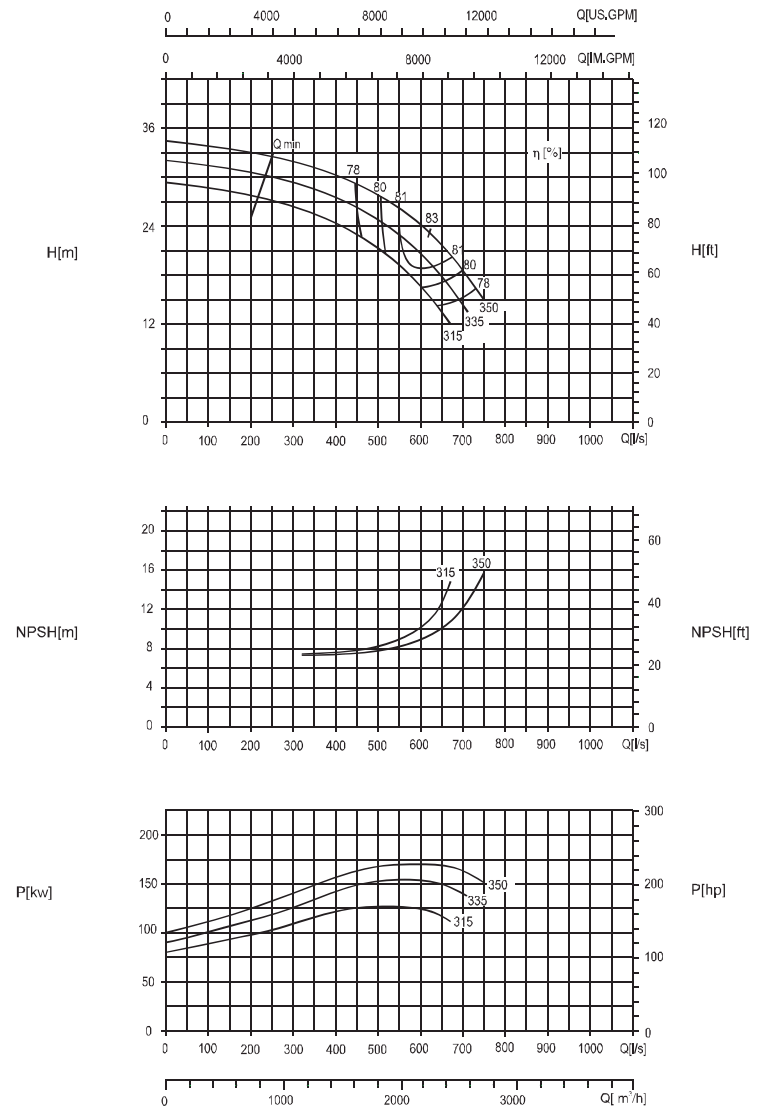 0 4000 8000 12000 Q[US.GPM]
0 4000 8000 12000 Q[IM.GPM]
36 120
Q min
η [%]
78 100
80 81
24 83 80
H[m] 81 H[ft]
80 60
78
350
12 335 40
315
20
0 0
0 100 200 300 400 500 600 700 800 900 1000 Q[l/s]
20
60
16 315 350
12 40
NPSH[m] NPSH[ft]
8
20
4
0 0
0 100 200 300 400 500 600 700 800 900 1000 Q[l/s]
300
200
150 350 200
P[kw] 335 P[hp]
100 315
100
50
0 0
0 100 200 300 400 500 600 700 800 900 1000 Q[l/s]
0 1000 2000 3000 Q[ m³/h]